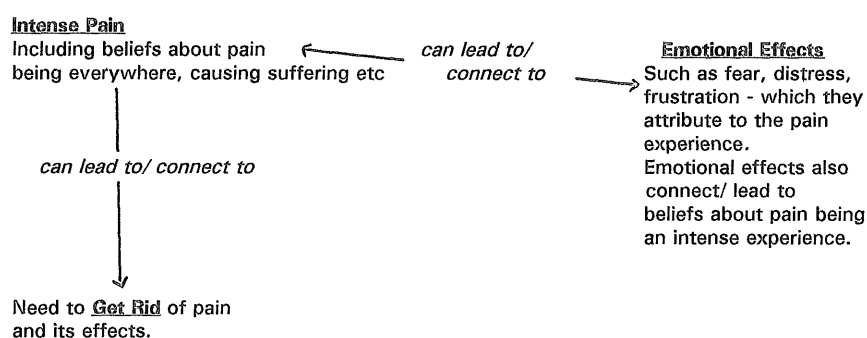 Intense Pain
Including beliefs about pain
being everywhere, causing suffering etc
can lead to/
connect to
Emotional Effects
Such as fear, distress,
frustration - which they
attribute to the pain
experience.
Emotional effects also
connect/ lead to
beliefs about pain being
an intense experience.
can lead to/ connect to
Need to Get Rid of pain
and its effects.